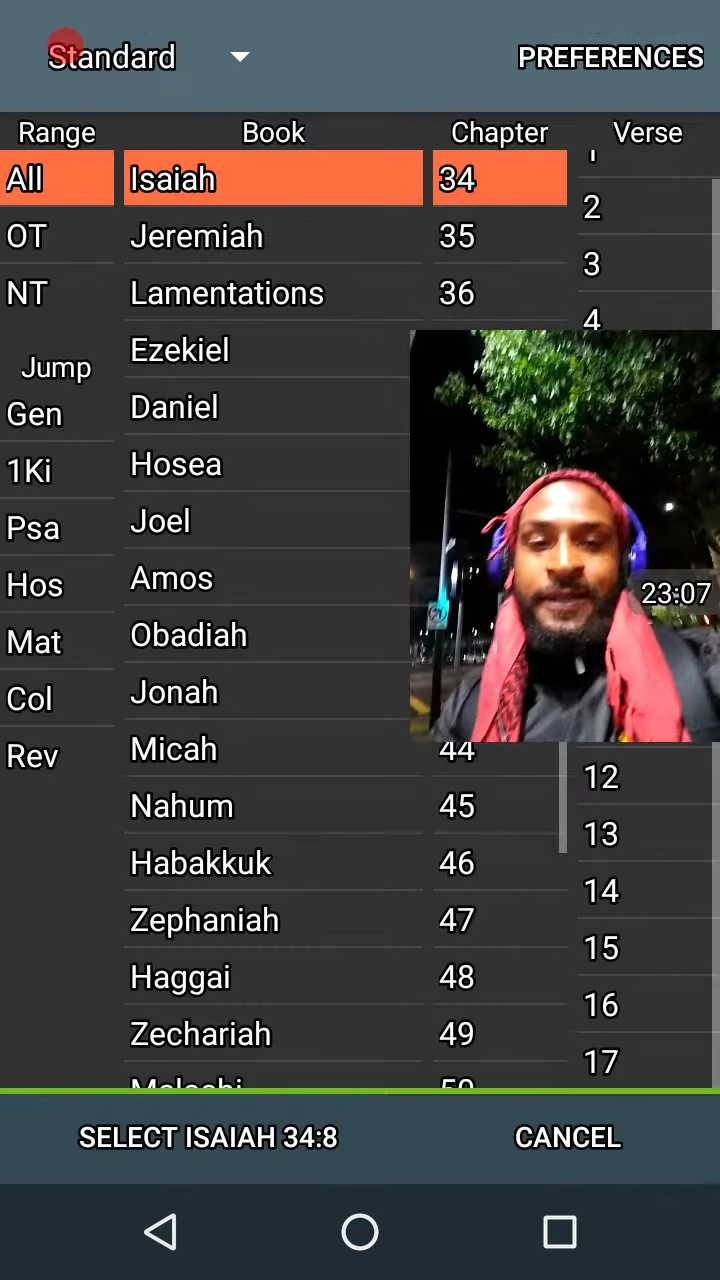 Standard PREFERENCES
Range Book Chapter Verse
All Isaiah 34
OT Jeremiah 35 2
NT Lamentations 36 3
4
Ezekiel
Jump
Gen Daniel
1Ki Hosea
Psa Joel
Hos Amos
23:07
Mat Obadiah
Col Jonah
Rev Micah 44
12
Nahum 45
13
Habakkuk 46
14
Zephaniah 47
15
Haggai 48
16
Zechariah 49
17
Malachi 50
SELECT ISAIAH 34:8 CANCEL